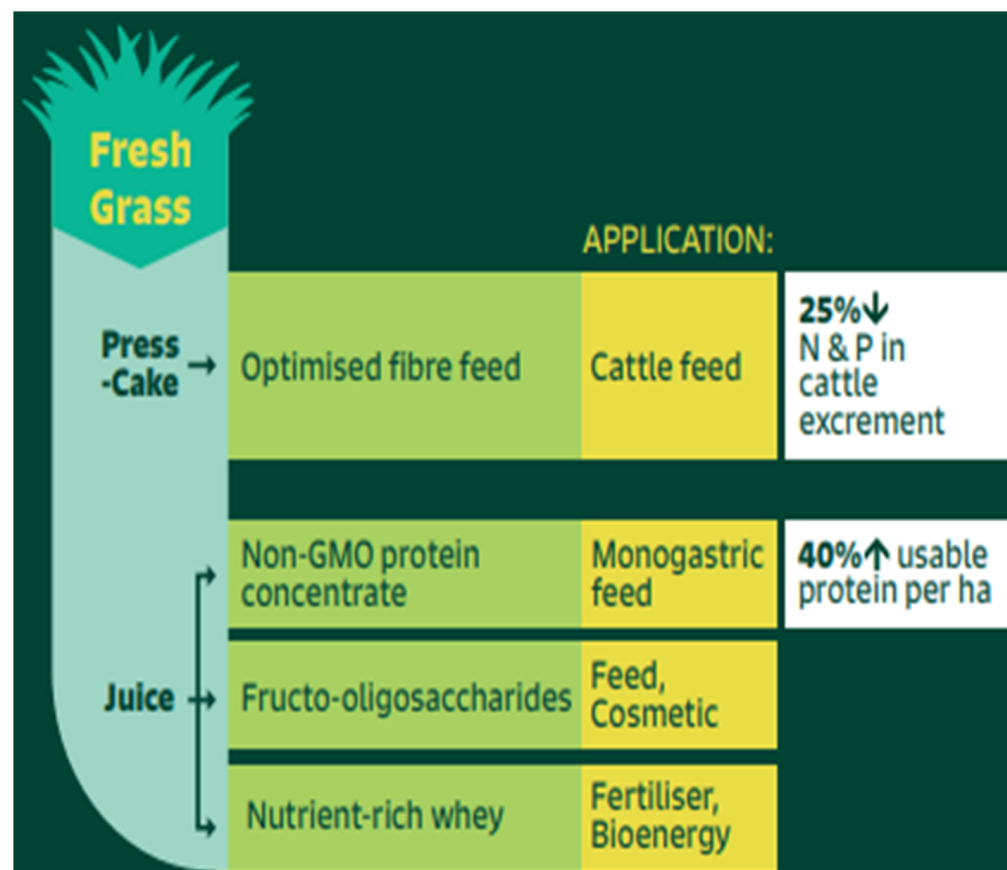 Fresh
Grass
APPLICATION:
Press
-Cake →
Optimised fibre feed
Cattle feed
25%↓
N & P in
cattle
excrement
Juice
Non-GMO protein
concentrate
Monogastric
feed
40%↑ usable
protein per ha
Fructo-oligosaccharides
Feed,
Cosmetic
Nutrient-rich whey
Fertiliser,
Bioenergy